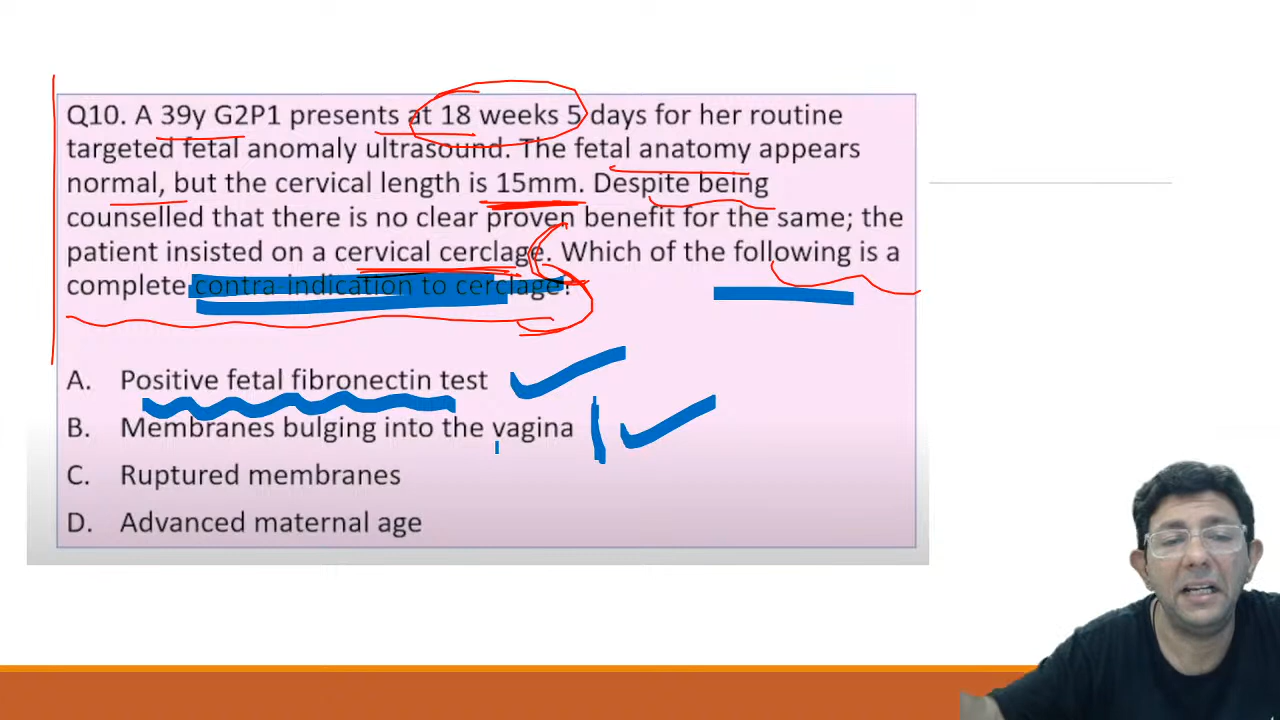 Q10. A 39y G2P1 presents at 18 weeks 5 days for her routine
targeted fetal anomaly ultrasound. The fetal anatomy appears
normal, but the cervical length is 15mm. Despite being
counselled that there is no clear proven benefit for the same; the
patient insisted on a cervical cerclage. Which of the following is a
complete contra-indication to cerclage?
A. Positive fetal fibronectin test
B. Membranes bulging into the vagina
C. Ruptured membranes
D. Advanced maternal age